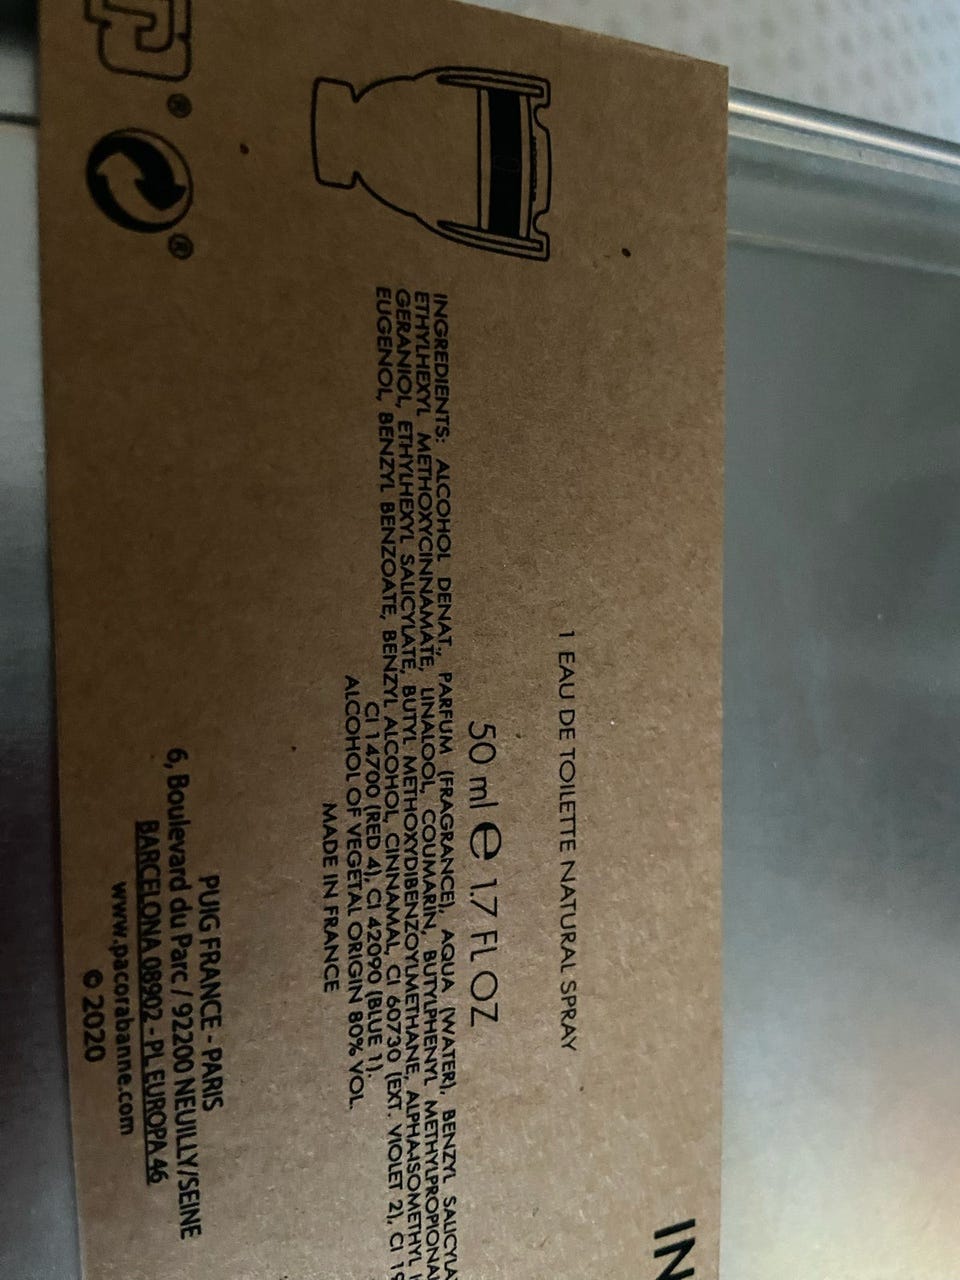 IN
1 EAU DE TOILETTE NATURAL SPRAY
50 ml ℮ 1.7 FL OZ
INGREDIENTS: ALCOHOL DENAT., PARFUM (FRAGRANCE), AQUA (WATER), BENZYL SALICYLA
ETHYLHEXYL METHOXYCINNAMATE, LINALOOL, COUMARIN, BUTYLPHENYL METHYLPROPIONA
GERANIOL, ETHYLHEXYL SALICYLATE, BUTYL METHOXYDIBENZOYLMETHANE, ALPHA-ISOMETHYL I
EUGENOL, BENZYL BENZOATE, BENZYL ALCOHOL, CINNAMAL, CI 60730 (EXT. VIOLET 2), CI 19
CI 14700 (RED 4), CI 42090 (BLUE 1).
ALCOHOL OF VEGETAL ORIGIN 80% VOL.
MADE IN FRANCE
PUIG FRANCE - PARIS
6, Boulevard du Parc / 92200 NEUILLY/SEINE
BARCELONA 08902 - PL EUROPA 46
www.pacorabanne.com
© 2020
®
®